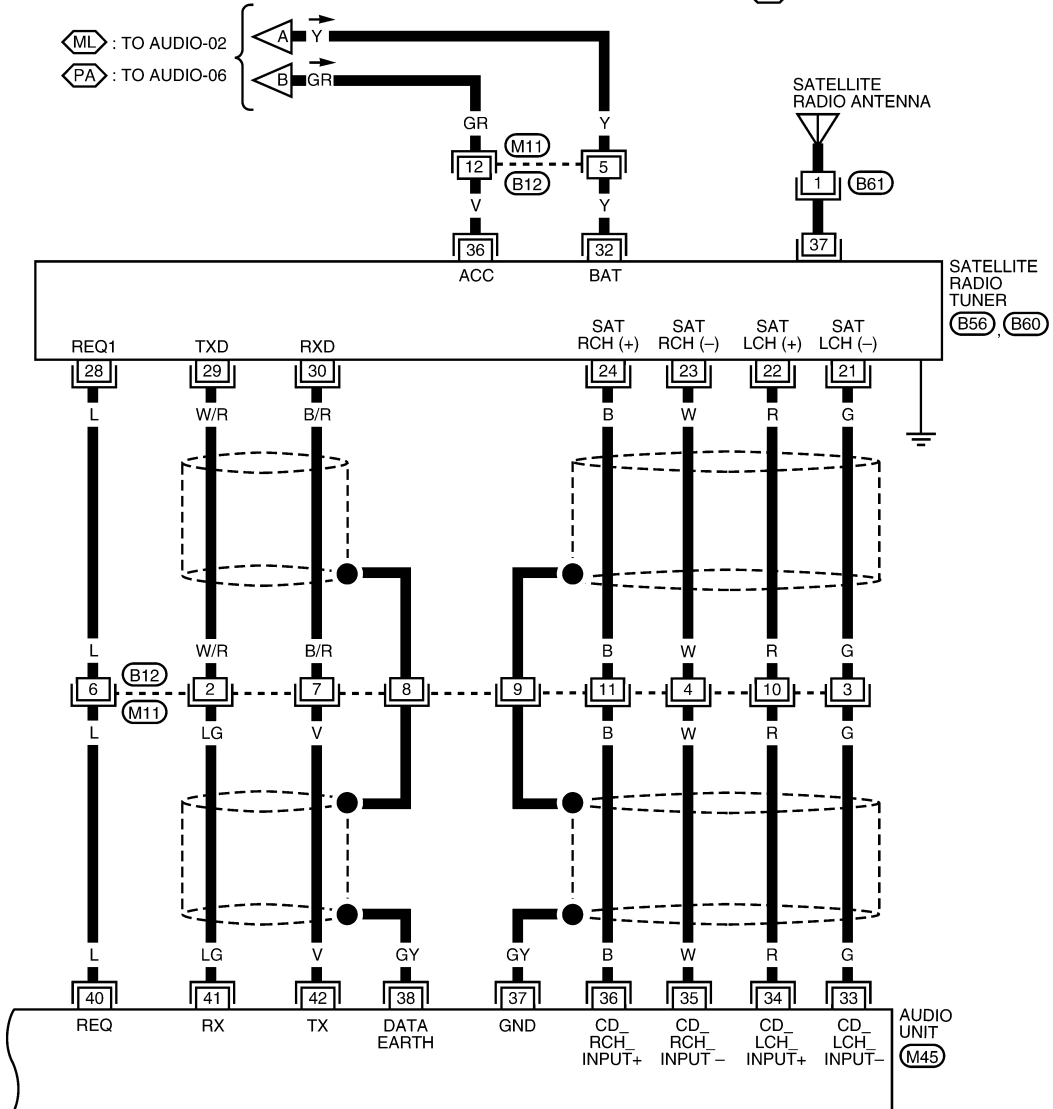 ML : TO AUDIO-02
PA : TO AUDIO-06
A Y
B GR
SATELLITE
RADIO ANTENNA
GR Y
M11
12 5 1 B61
B12
V Y
36 32 37
ACC BAT
SATELLITE
RADIO
TUNER
B56 , B60
REQ1 TXD RXD
SAT SAT SAT SAT
RCH (+) RCH (–) LCH (+) LCH (–)
28 29 30 24 23 22 21
L W/R B/R B W R G
L W/R B/R B W R G
B12
6 2 7 8 9 11 4 10 3
M11
L LG V B W R G
L LG V GY GY B W R G
40 41 42 38 37 36 35 34 33
REQ RX TX DATA GND CD_ CD_ CD_ CD_
EARTH RCH_ RCH_ LCH_ LCH_
INPUT+ INPUT – INPUT+ INPUT–
AUDIO
UNIT
M45